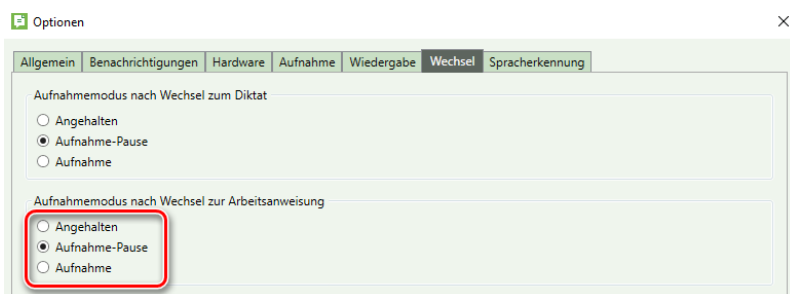 Optionen
Allgemein Benachrichtigungen Hardware Aufnahme Wiedergabe Wechsel Spracherkennung
Aufnahmemodus nach Wechsel zum Diktat
Angehalten
Aufnahme-Pause
Aufnahme
Aufnahmemodus nach Wechsel zur Arbeitsanweisung
Angehalten
Aufnahme-Pause
Aufnahme